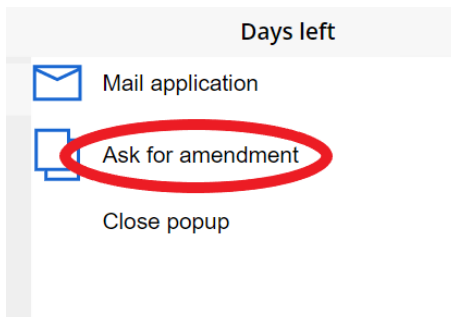 Days left
Mail application
Ask for amendment
Close popup